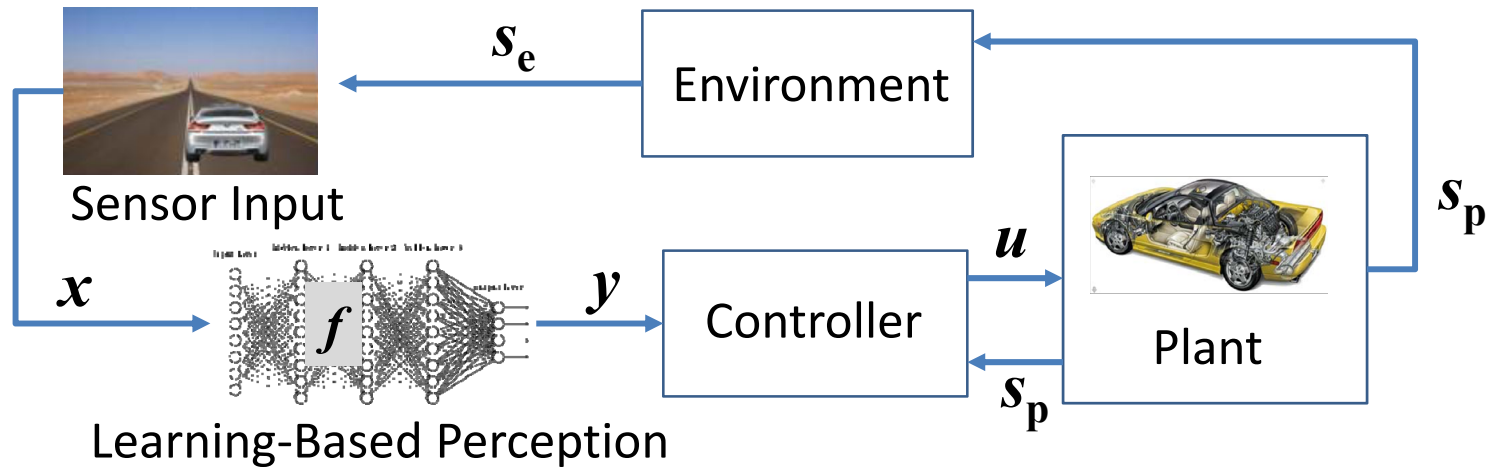 s_e
Environment
Sensor Input
s_p
x
f
y
Controller
u
s_p
Plant
Learning-Based Perception